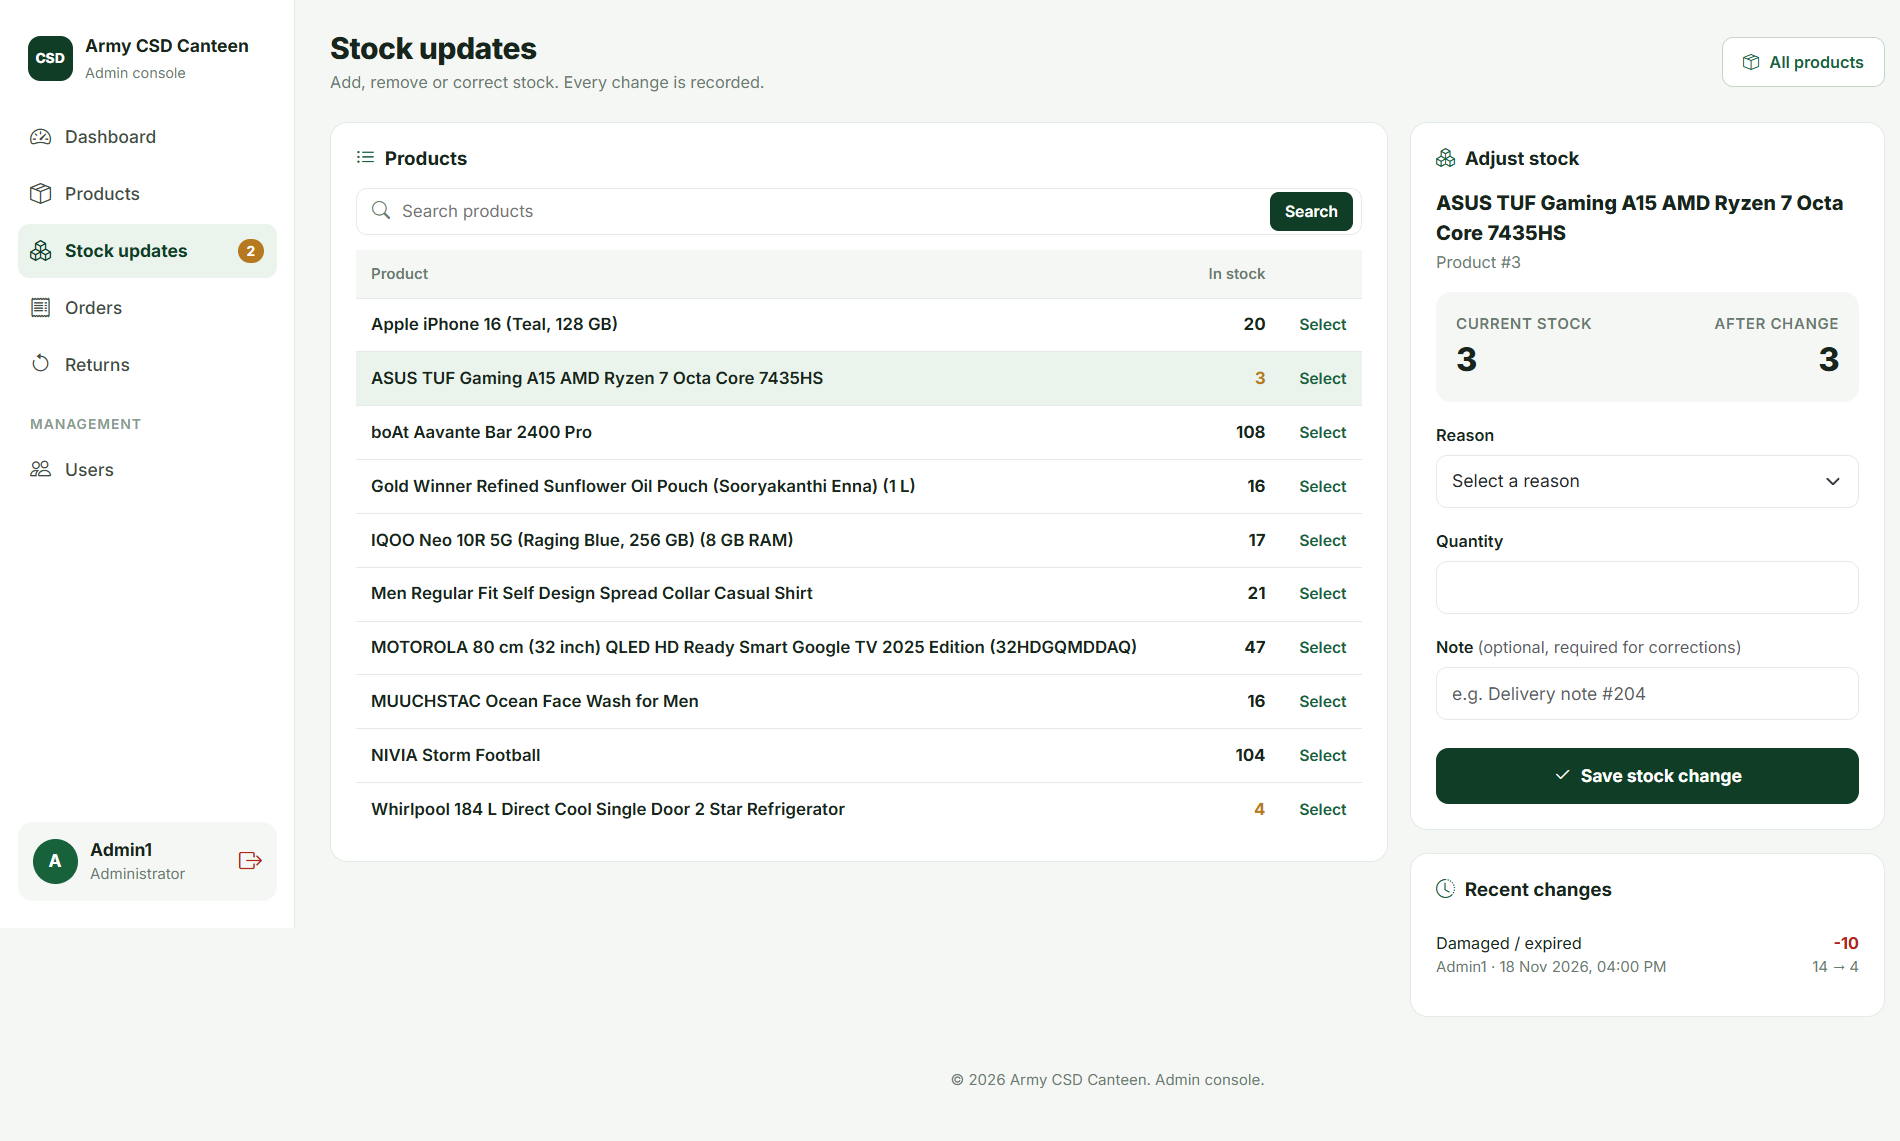 CSD
Army CSD Canteen
Admin console
Dashboard
Products
Stock updates 2
Orders
Returns
MANAGEMENT
Users
A
Admin1
Administrator
Stock updates
Add, remove or correct stock. Every change is recorded.
All products
Products
Search products Search
Product In stock
Apple iPhone 16 (Teal, 128 GB) 20 Select
ASUS TUF Gaming A15 AMD Ryzen 7 Octa Core 7435HS 3 Select
boAt Aavante Bar 2400 Pro 108 Select
Gold Winner Refined Sunflower Oil Pouch (Sooryakanthi Enna) (1 L) 16 Select
IQOO Neo 10R 5G (Raging Blue, 256 GB) (8 GB RAM) 17 Select
Men Regular Fit Self Design Spread Collar Casual Shirt 21 Select
MOTOROLA 80 cm (32 inch) QLED HD Ready Smart Google TV 2025 Edition (32HDGQMDDAQ) 47 Select
MUUCHSTAC Ocean Face Wash for Men 16 Select
NIVIA Storm Football 104 Select
Whirlpool 184 L Direct Cool Single Door 2 Star Refrigerator 4 Select
Adjust stock
ASUS TUF Gaming A15 AMD Ryzen 7 Octa
Core 7435HS
Product #3
CURRENT STOCK AFTER CHANGE
3 3
Reason
Select a reason
Quantity
Note (optional, required for corrections)
e.g. Delivery note #204
Save stock change
Recent changes
Damaged / expired -10
Admin1 · 18 Nov 2026, 04:00 PM 14 → 4
© 2026 Army CSD Canteen. Admin console.